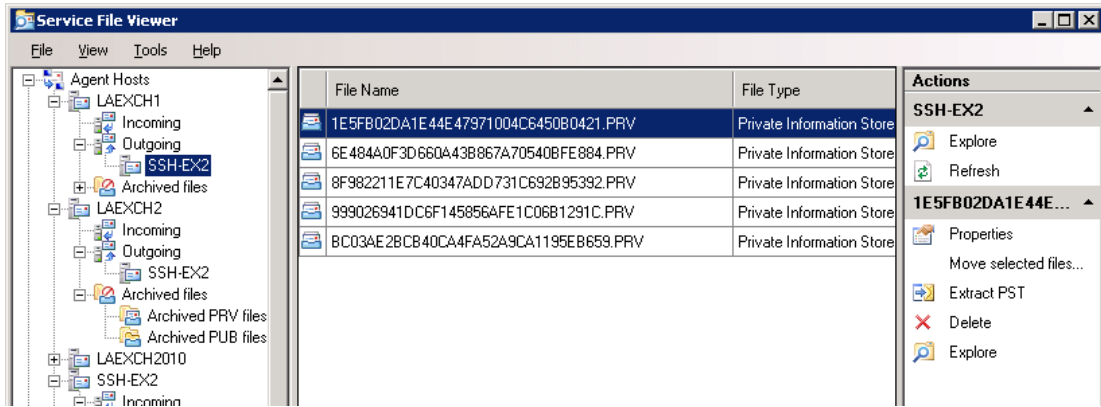 Service File Viewer
File View Tools Help
Agent Hosts
LAEXCH1
Incoming
Outgoing
SSH-EX2
Archived files
LAEXCH2
Incoming
Outgoing
SSH-EX2
Archived files
Archived PRV files
Archived PUB files
LAEXCH2010
SSH-EX2
Incoming
File Name File Type
1E5FB02DA1E44E47971004C6450B0421.PRV Private Information Store
6E484A0F3D660A43B867A70540BFE884.PRV Private Information Store
8F982211E7C40347ADD731C692B95392.PRV Private Information Store
999026941DC6F145856AFE1C06B1291C.PRV Private Information Store
BC03AE2BCB40CA4FA52A9CA1195EB659.PRV Private Information Store
Actions
SSH-EX2
Explore
Refresh
1E5FB02DA1E44E...
Properties
Move selected files...
Extract PST
Delete
Explore